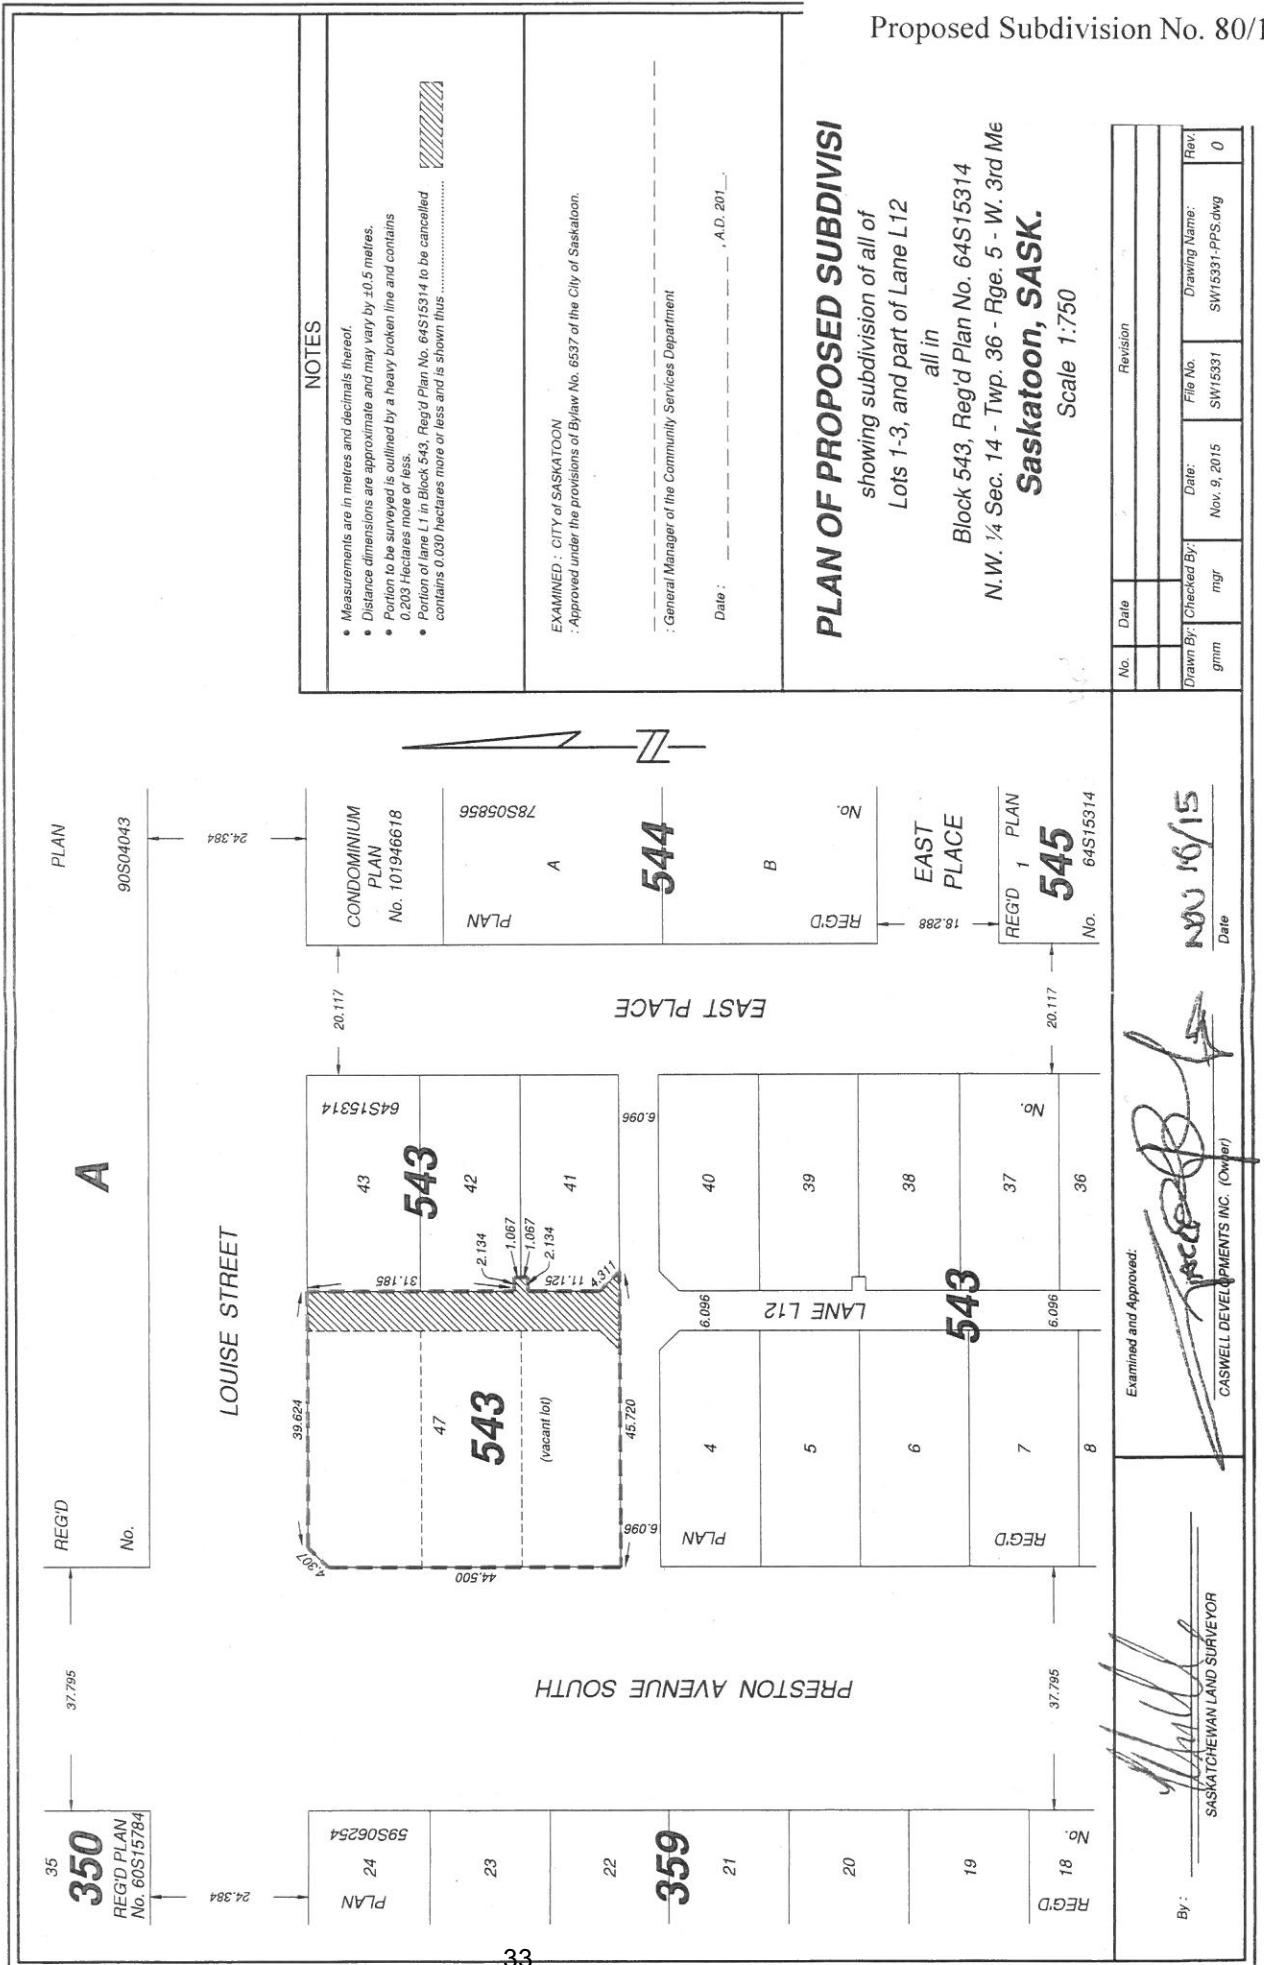 Proposed Subdivision No. 80/1
35
350
REG'D PLAN
No. 60S15784
37.795
REG'D
No.
A
PLAN
90S04043
24.384
24.384
LOUISE STREET
NOTES
• Measurements are in metres and decimals thereof.
• Distance dimensions are approximate and may vary by ±0.5 metres.
• Portion to be surveyed is outlined by a heavy broken line and contains
0.203 Hectares more or less.
• Portion of lane L1 in Block 543, Reg'd Plan No. 64S15314 to be cancelled
contains 0.030 hectares more or less and is shown thus
EXAMINED : CITY of SASKATOON
: Approved under the provisions of Bylaw No. 6537 of the City of Saskatoon.
: General Manager of the Community Services Department
Date : , A.D. 201_.
24
PLAN
59S06254
23
22
359
21
20
19
18
REG'D
No.
PRESTON AVENUE SOUTH
37.795
4.307
39.624
44.500
47
543
(vacant lot)
6.096
45.720
31.185
2.134
1.067
1.067
2.134
11.125
4.311
64S15314
43
543
42
41
6.096
20.117
EAST PLACE
CONDOMINIUM
PLAN
No. 101946618
PLAN
78S05856
A
544
B
REG'D
No.
18.288
EAST
PLACE
REG'D 1 PLAN
545
No. 64S15314
20.117
PLAN
4
5
6
7
REG'D
8
6.096
LANE L12
543
6.096
40
39
38
37
No.
36
PLAN OF PROPOSED SUBDIVISI
showing subdivision of all of
Lots 1-3, and part of Lane L12
all in
Block 543, Reg'd Plan No. 64S15314
N.W. ¼ Sec. 14 - Twp. 36 - Rge. 5 - W. 3rd Me
Saskatoon, SASK.
Scale 1:750
By :
SASKATCHEWAN LAND SURVEYOR
Examined and Approved:
CASWELL DEVELOPMENTS INC. (Owner)
Nov 10/15
Date
No. Date Revision
Drawn By: Checked By: Date: File No. Drawing Name: Rev.
gmm mgr Nov. 9, 2015 SW15331 SW15331-PPS.dwg 0
33